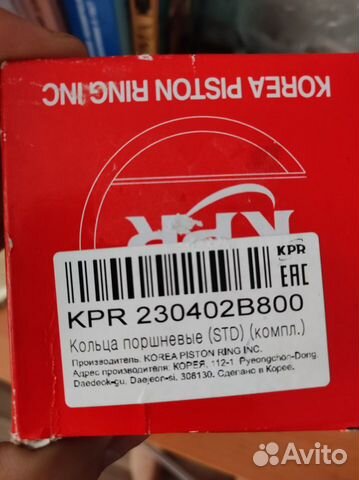 KOREA PISTON RING INC
KPR
KPR
EAC
KPR 230402B800
Кольца поршневые (STD) (компл.)
Производитель: KOREA PISTON RING INC.
Адрес производителя: КОРЕЯ, 112-1 Pyeongchon-Dong,
Daedeok-gu, Daejeon-si, 306130. Сделано в Корее.
Avito